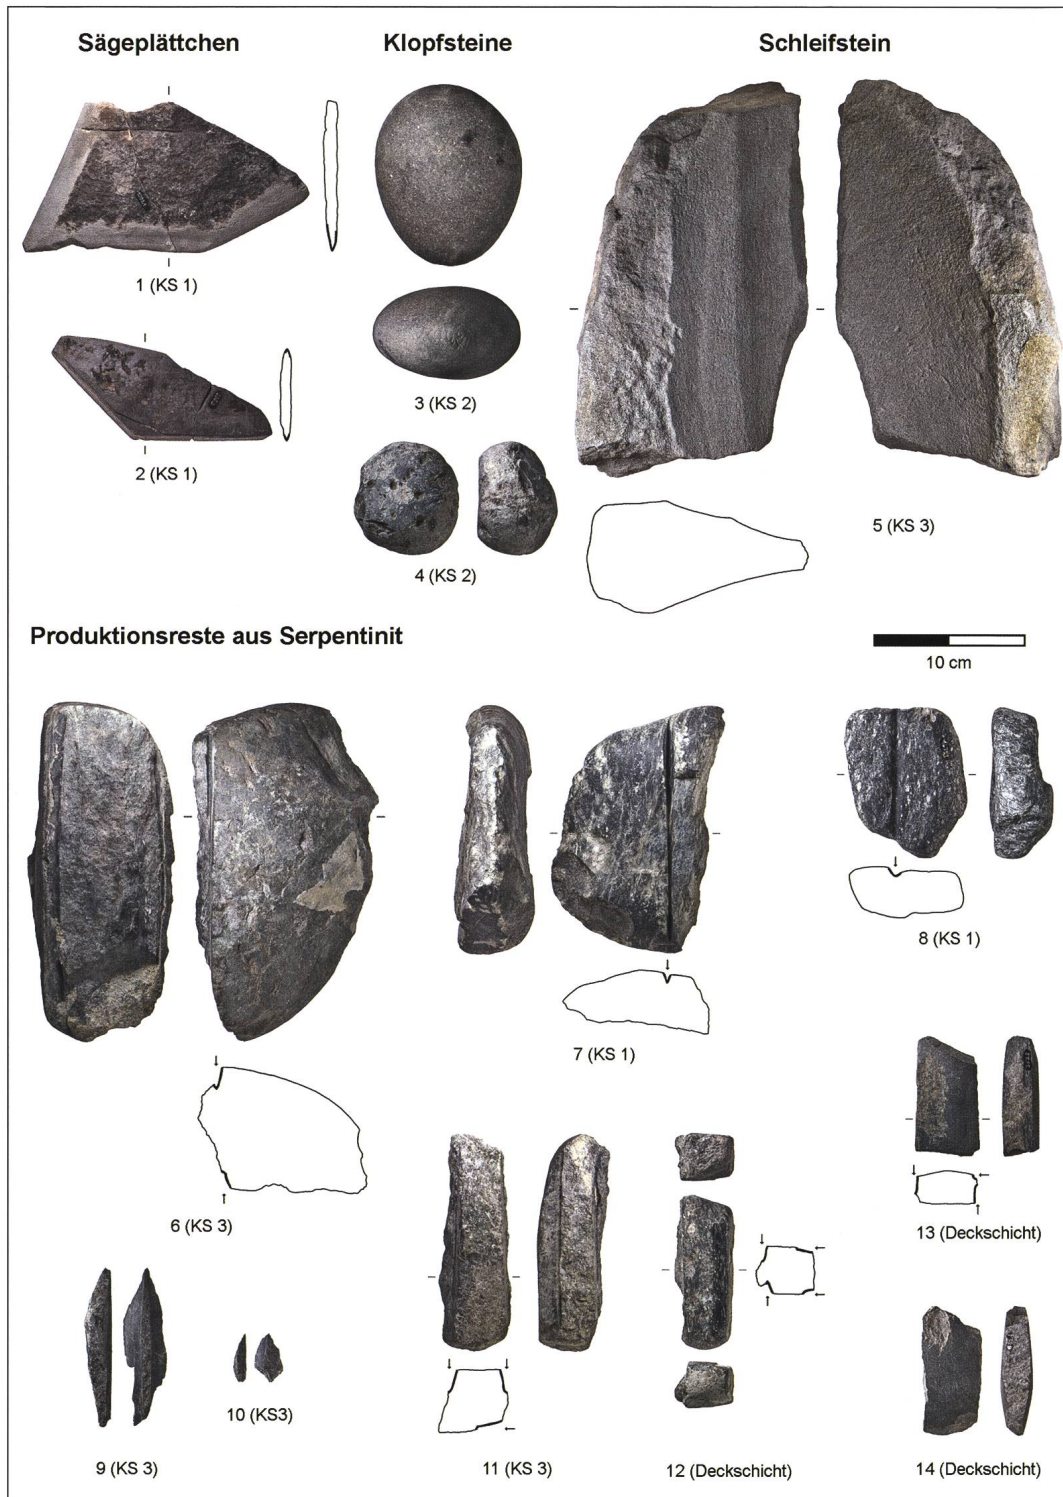 Sägeplättchen
Klopfsteine
Schleifstein
1 (KS 1)
2 (KS 1)
3 (KS 2)
4 (KS 2)
5 (KS 3)
Produktionsreste aus Serpentinit
10 cm
6 (KS 3)
7 (KS 1)
8 (KS 1)
9 (KS 3)
10 (KS3)
11 (KS 3)
12 (Deckschicht)
13 (Deckschicht)
14 (Deckschicht)